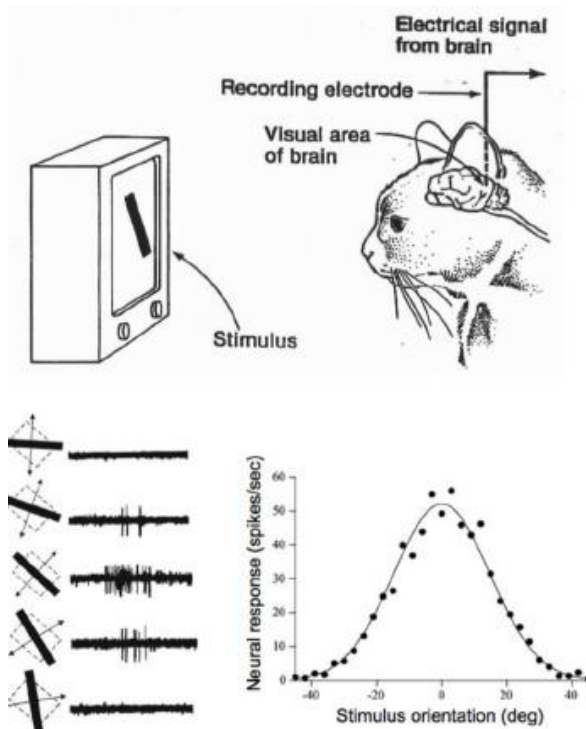 Electrical signal
from brain
Recording electrode
Visual area
of brain
Stimulus
Neural response (spikes/sec)
60
50
40
30
20
10
0
-40 -20 0 20 40
Stimulus orientation (deg)